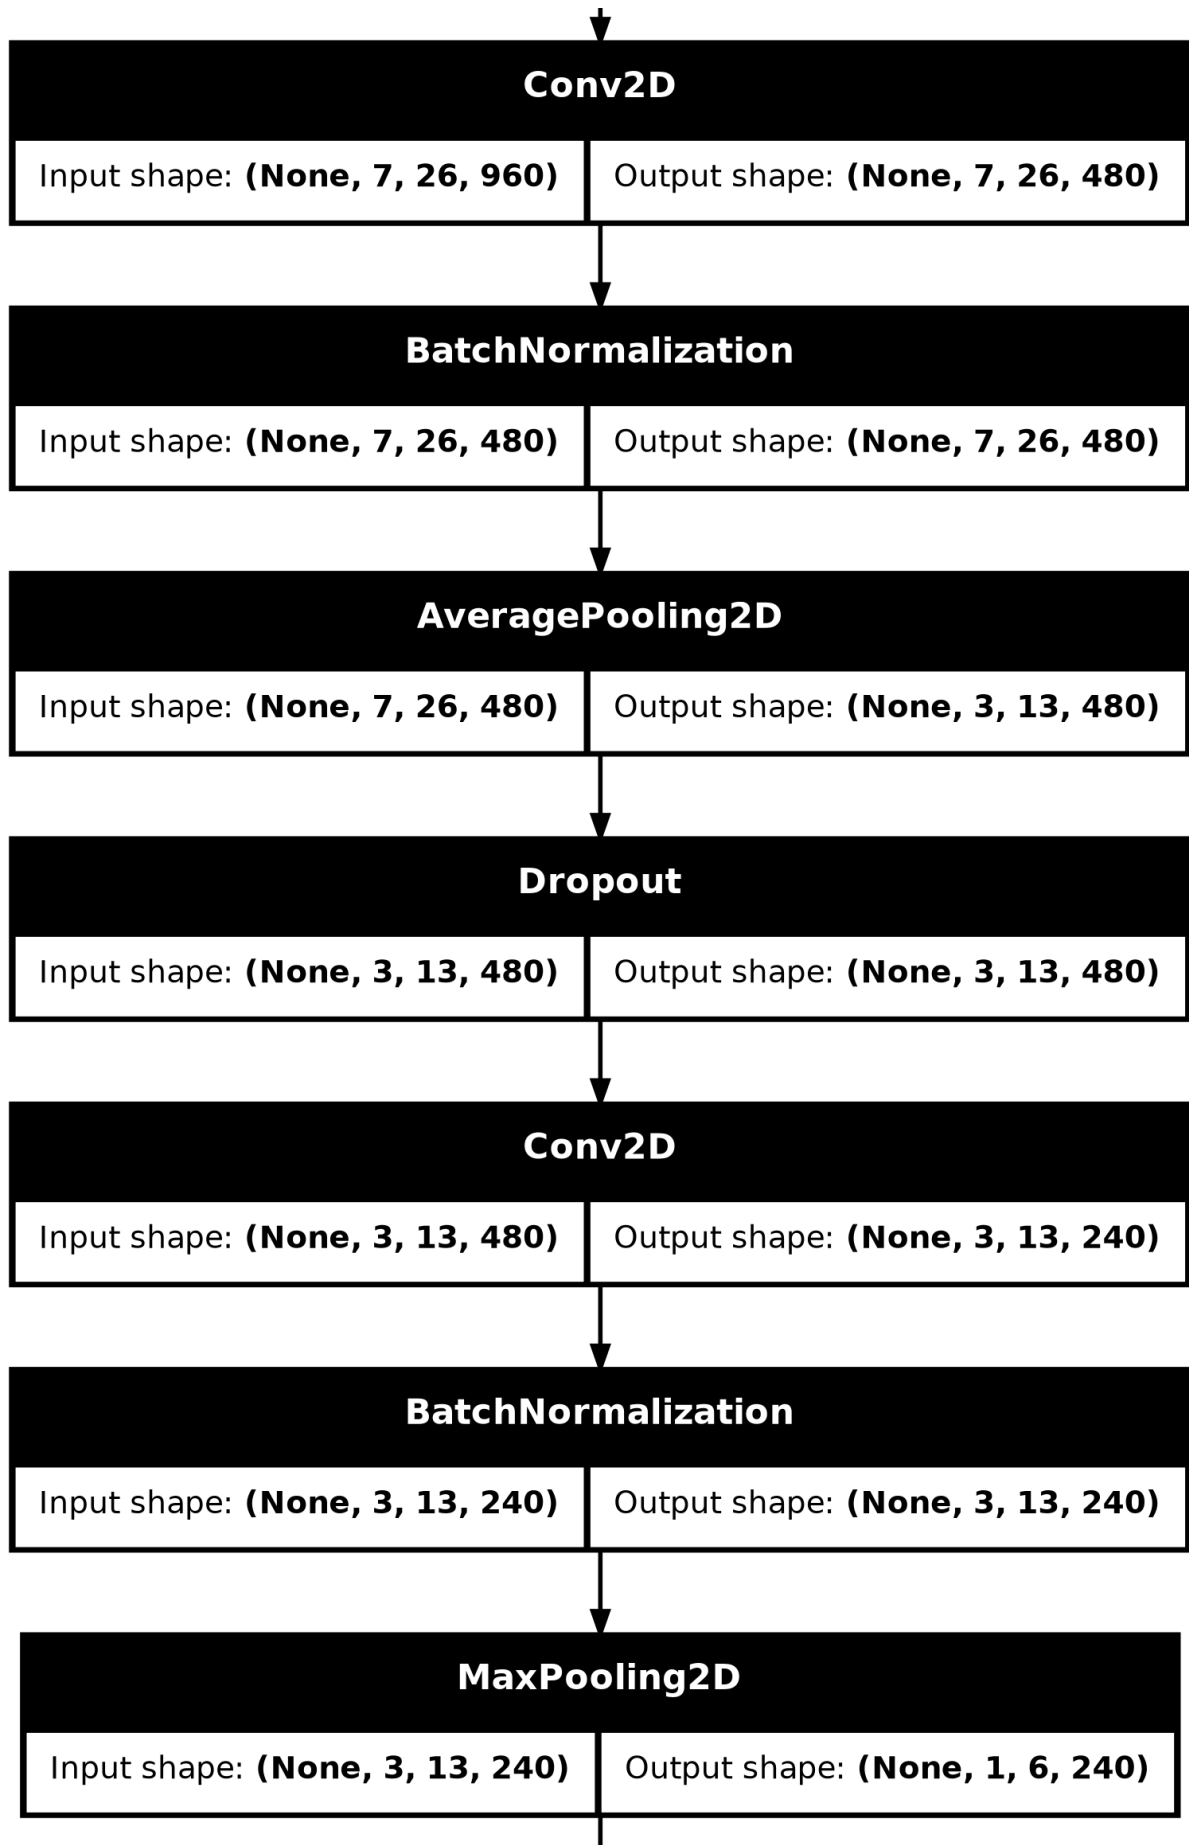 Conv2D
Input shape: (None, 7, 26, 960) Output shape: (None, 7, 26, 480)
BatchNormalization
Input shape: (None, 7, 26, 480) Output shape: (None, 7, 26, 480)
AveragePooling2D
Input shape: (None, 7, 26, 480) Output shape: (None, 3, 13, 480)
Dropout
Input shape: (None, 3, 13, 480) Output shape: (None, 3, 13, 480)
Conv2D
Input shape: (None, 3, 13, 480) Output shape: (None, 3, 13, 240)
BatchNormalization
Input shape: (None, 3, 13, 240) Output shape: (None, 3, 13, 240)
MaxPooling2D
Input shape: (None, 3, 13, 240) Output shape: (None, 1, 6, 240)